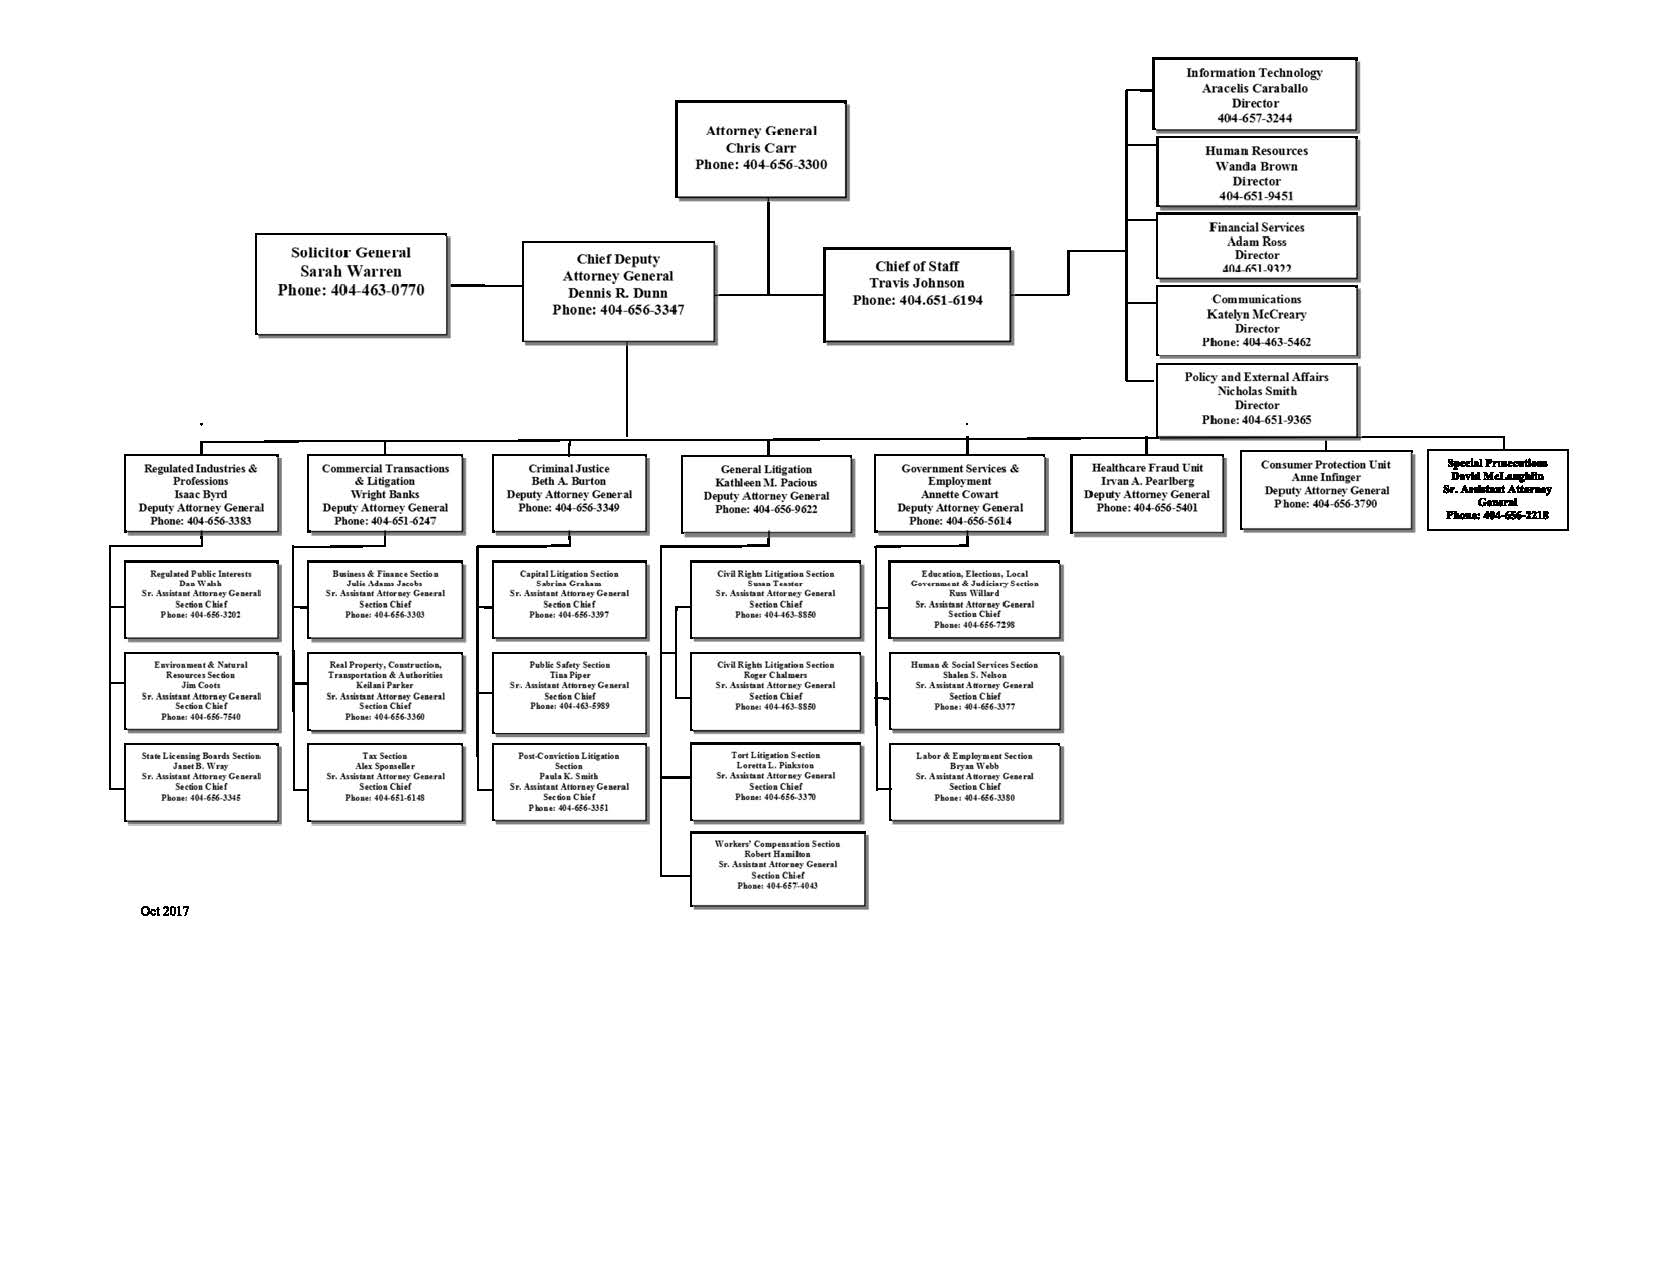 Attorney General
Chris Carr
Phone: 404-656-3300
Solicitor General
Sarah Warren
Phone: 404-463-0770
Chief Deputy
Attorney General
Dennis R. Dunn
Phone: 404-656-3347
Chief of Staff
Travis Johnson
Phone: 404.651-6194
Information Technology
Aracelis Caraballo
Director
404-657-3244
Human Resources
Wanda Brown
Director
404-651-9451
Financial Services
Adam Ross
Director
404-651-9322
Communications
Katelyn McCreary
Director
Phone: 404-463-5462
Policy and External Affairs
Nicholas Smith
Director
Phone: 404-651-9365
Regulated Industries &
Professions
Isaac Byrd
Deputy Attorney General
Phone: 404-656-3383
Commercial Transactions
& Litigation
Wright Banks
Deputy Attorney General
Phone: 404-651-6247
Criminal Justice
Beth A. Burton
Deputy Attorney General
Phone: 404-656-3349
General Litigation
Kathleen M. Pacious
Deputy Attorney General
Phone: 404-656-9622
Government Services &
Employment
Annette Cowart
Deputy Attorney General
Phone: 404-656-5614
Healthcare Fraud Unit
Irvan A. Pearlberg
Deputy Attorney General
Phone: 404-656-5401
Consumer Protection Unit
Anne Infinger
Deputy Attorney General
Phone: 404-656-3790
Special Prosecutions
David McLaughlin
Sr. Assistant Attorney
General
Phone: 404-656-2218
Regulated Public Interests
Dan Walsh
Sr. Assistant Attorney General
Section Chief
Phone: 404-656-3202
Environment & Natural
Resources Section
Jim Coots
Sr. Assistant Attorney General
Section Chief
Phone: 404-656-7540
State Licensing Boards Section
Janet B. Wray
Sr. Assistant Attorney General
Section Chief
Phone: 404-656-3345
Business & Finance Section
Julie Adams Jacobs
Sr. Assistant Attorney General
Section Chief
Phone: 404-656-3303
Real Property, Construction,
Transportation & Authorities
Keilani Parker
Sr. Assistant Attorney General
Section Chief
Phone: 404-656-3360
Tax Section
Alex Sponseller
Sr. Assistant Attorney General
Section Chief
Phone: 404-651-6148
Capital Litigation Section
Sabrina Graham
Sr. Assistant Attorney General
Section Chief
Phone: 404-656-3397
Public Safety Section
Tina Piper
Sr. Assistant Attorney General
Section Chief
Phone: 404-463-5989
Post-Conviction Litigation
Section
Paula K. Smith
Sr. Assistant Attorney General
Section Chief
Phone: 404-656-3351
Civil Rights Litigation Section
Susan Teaster
Sr. Assistant Attorney General
Section Chief
Phone: 404-463-8850
Civil Rights Litigation Section
Roger Chalmers
Sr. Assistant Attorney General
Section Chief
Phone: 404-463-8850
Tort Litigation Section
Loretta L. Pinkston
Sr. Assistant Attorney General
Section Chief
Phone: 404-656-3370
Workers' Compensation Section
Robert Hamilton
Sr. Assistant Attorney General
Section Chief
Phone: 404-657-4043
Education, Elections, Local
Government & Judiciary Section
Russ Willard
Sr. Assistant Attorney General
Section Chief
Phone: 404-656-7298
Human & Social Services Section
Shalen S. Nelson
Sr. Assistant Attorney General
Section Chief
Phone: 404-656-3377
Labor & Employment Section
Bryan Webb
Sr. Assistant Attorney General
Section Chief
Phone: 404-656-3380
Oct 2017